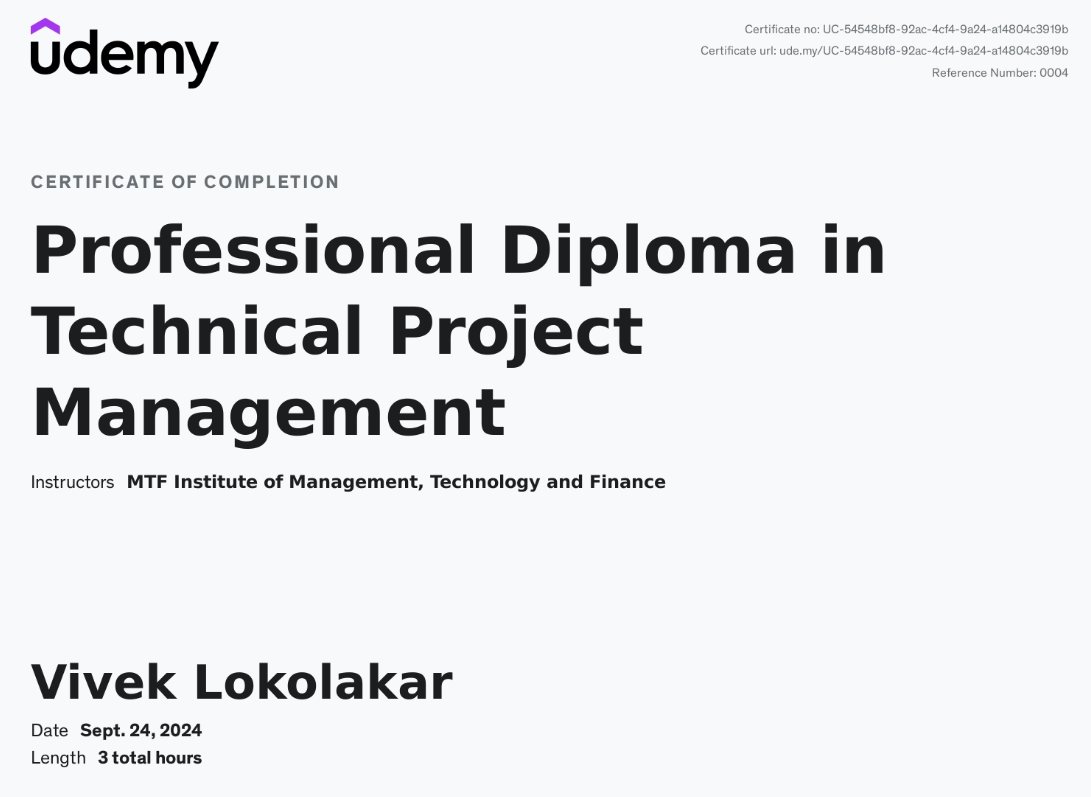 udemy
Certificate no: UC-54548bf8-92ac-4cf4-9a24-a14804c3919b
Certificate url: ude.my/UC-54548bf8-92ac-4cf4-9a24-a14804c3919b
Reference Number: 0004
CERTIFICATE OF COMPLETION
Professional Diploma in
Technical Project
Management
Instructors MTF Institute of Management, Technology and Finance
Vivek Lokolakar
Date Sept. 24, 2024
Length 3 total hours